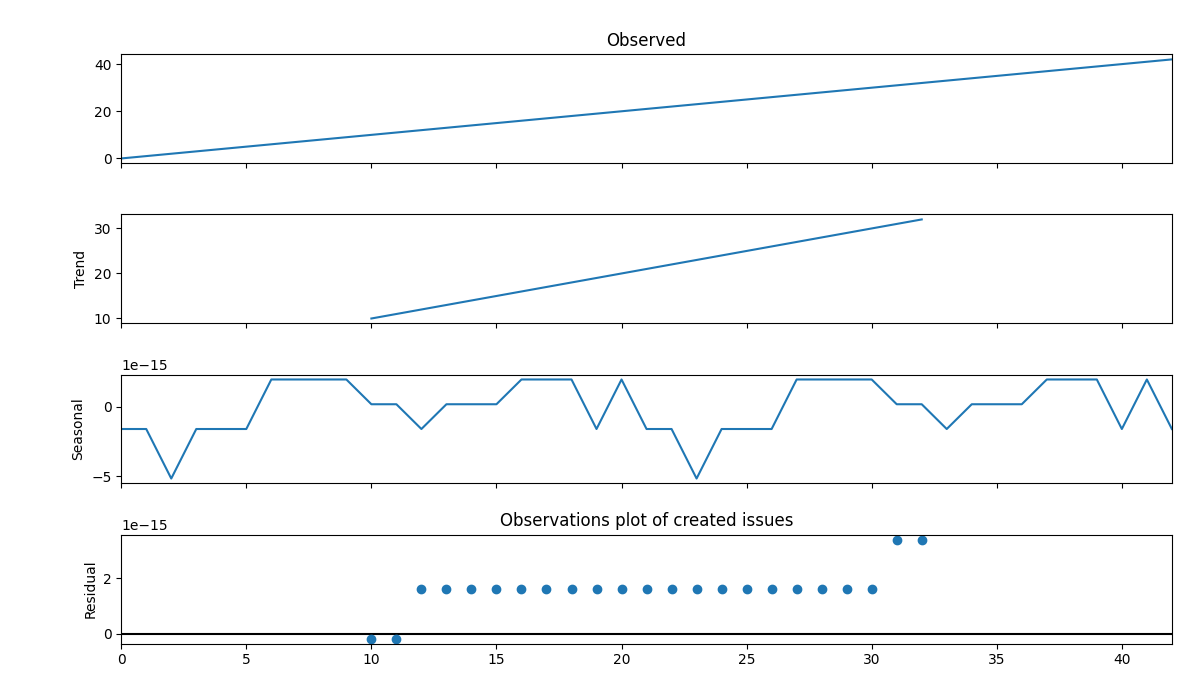 Observed
40
20
0
Trend
30
20
10
1e−15
Seasonal
0
−5
1e−15
Observations plot of created issues
Residual
2
0
0 5 10 15 20 25 30 35 40